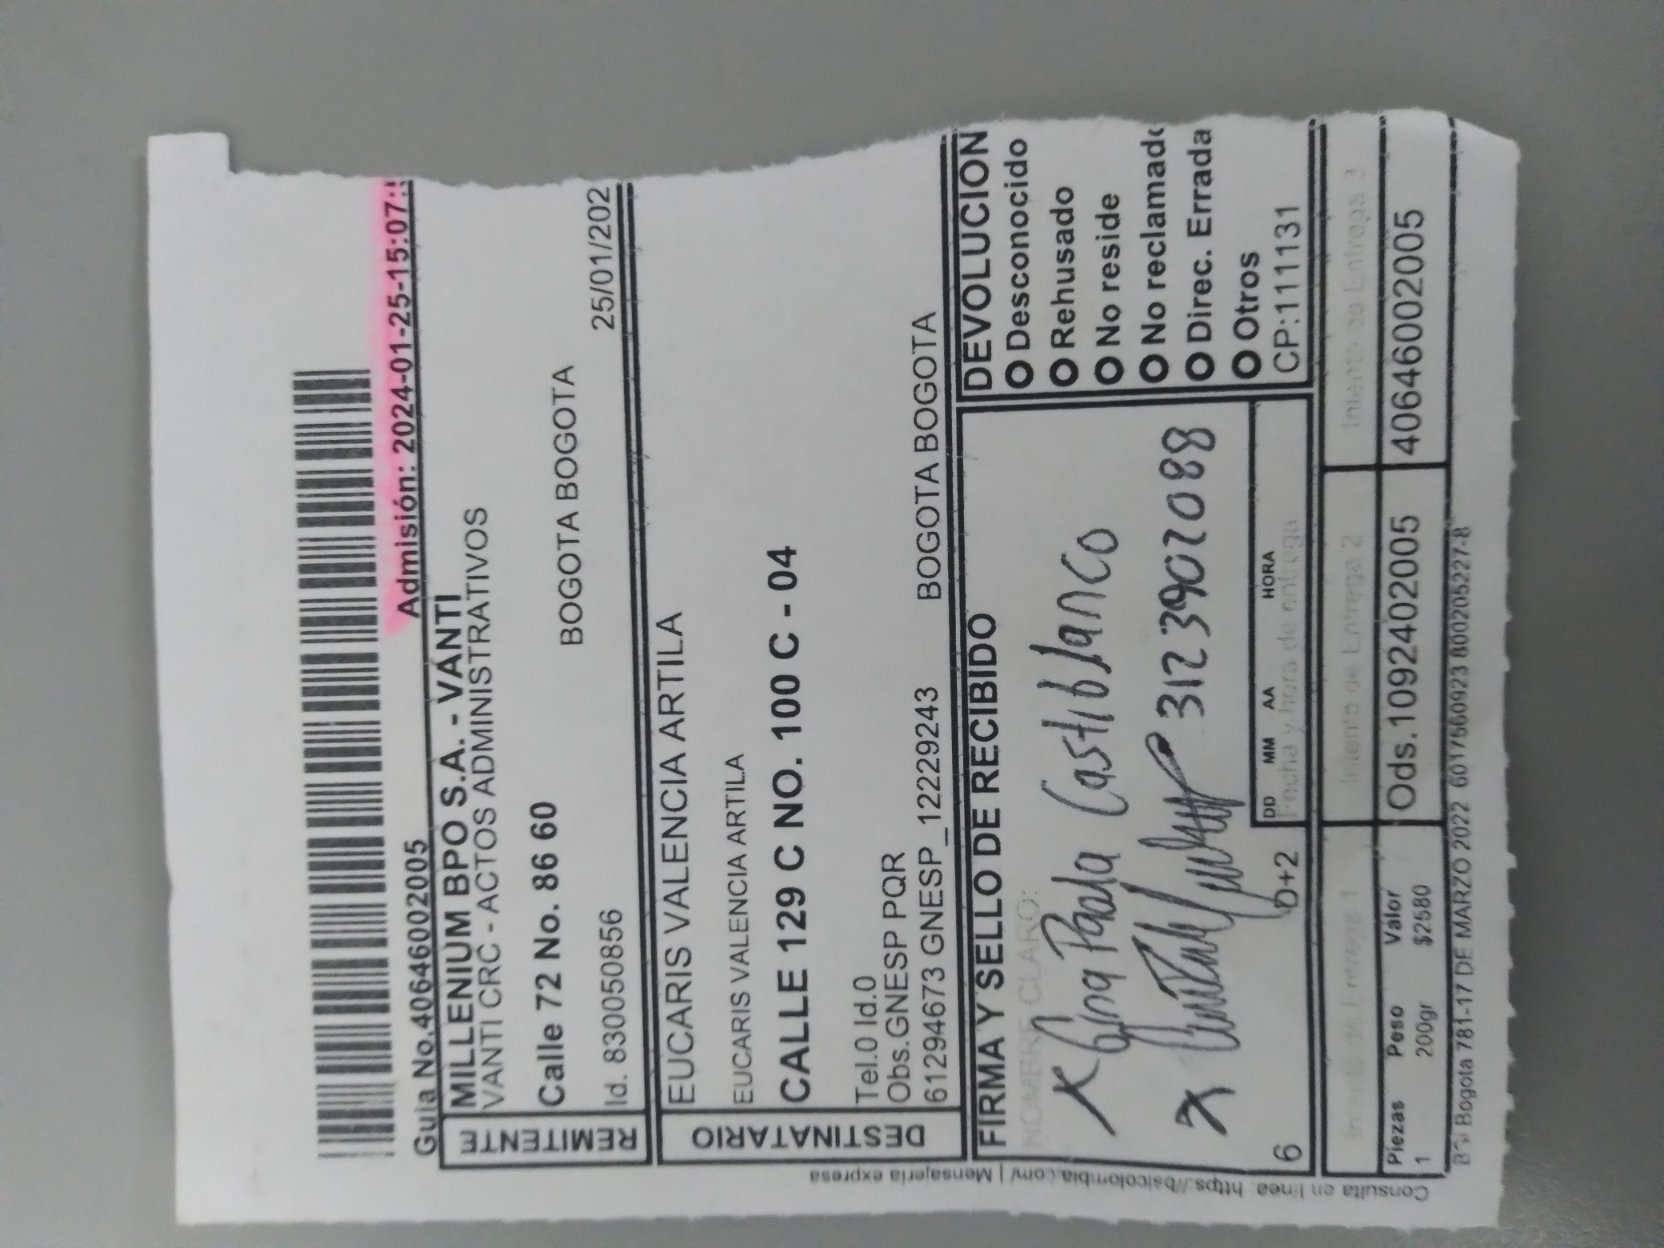 Admisión: 2024-01-25-15:07:
Guia No.40646002005
MILLENIUM BPO S.A. - VANTI
VANTI CRC - ACTOS ADMINISTRATIVOS
Calle 72 No. 86 60
BOGOTA BOGOTA
Id. 8300508856
25/01/202
REMITENTE
EUCARIS VALENCIA ARTILA
EUCARIS VALENCIA ARTILA
CALLE 129 C NO. 100 C - 04
Tel.0 Id.0
Obs.GNESP PQR
61294673 GNESP_12229243
BOGOTA BOGOTA
DESTINATARIO
FIRMA Y SELLO DE RECIBIDO
NOMBRE CLARO:
Gina Paola Castiblanco
3123902088
6
D+2
DD MM AA HORA
Fecha y hora de entrega
DEVOLUCION
Desconocido
Rehusado
No reside
No reclamado
Direc. Errada
Otros
CP:111131
Intento de Entrega 1
Intento de Entrega 2
Intento de Entrega 3
Piezas Peso Valor
1 200gr $2580
Ods.1092402005
40646002005
Bogota 781-17 DE MARZO 2022 6017560923 8002052
Consulta en linea https://bsicolombia.com/ | Mensajeria expresa